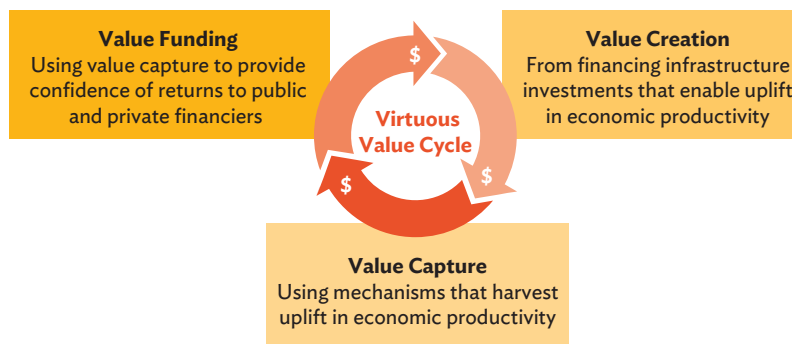 Value Funding
Using value capture to provide
confidence of returns to public
and private financiers
Value Creation
From financing infrastructure
investments that enable uplift
in economic productivity
$
Virtuous
Value Cycle
$
$
Value Capture
Using mechanisms that harvest
uplift in economic productivity